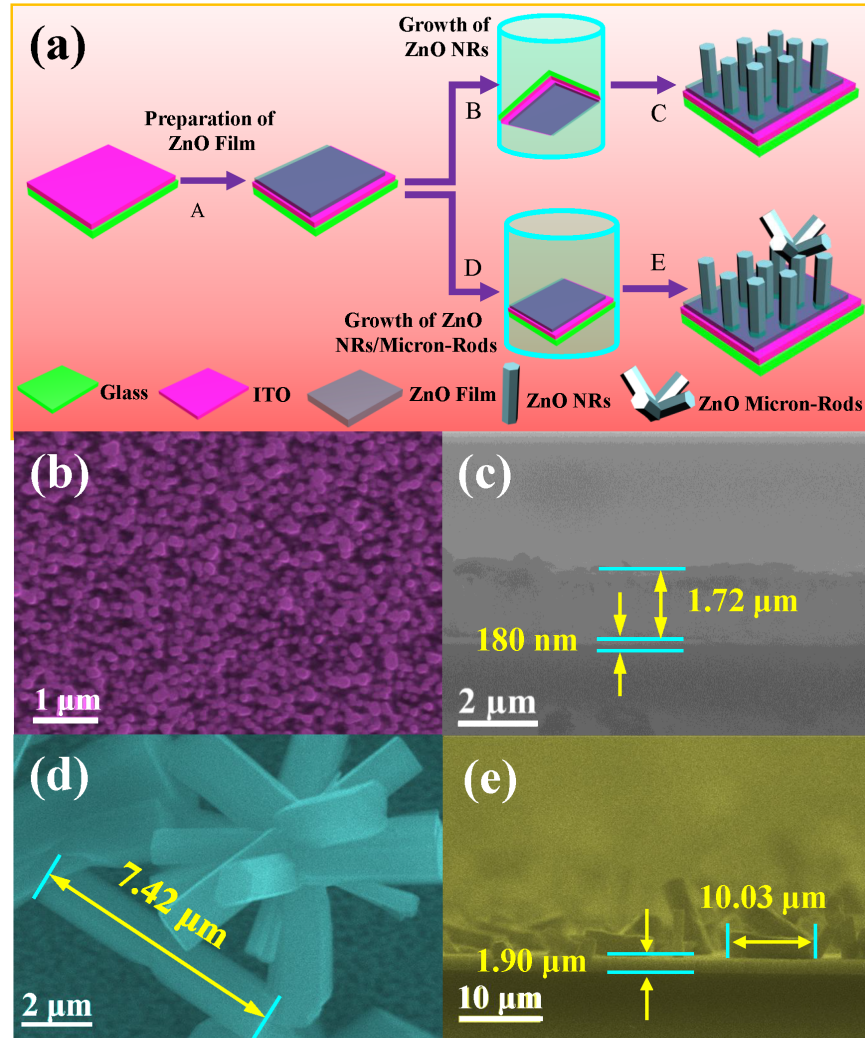 (a)
Growth of
ZnO NRs
Preparation of
ZnO Film
A
B
C
D
E
Growth of ZnO
NRs/Micron-Rods
Glass
ITO
ZnO Film
ZnO NRs
ZnO Micron-Rods
(b)
1 μm
(c)
1.72 μm
180 nm
2 μm
(d)
7.42 μm
2 μm
(e)
10.03 μm
1.90 μm
10 μm